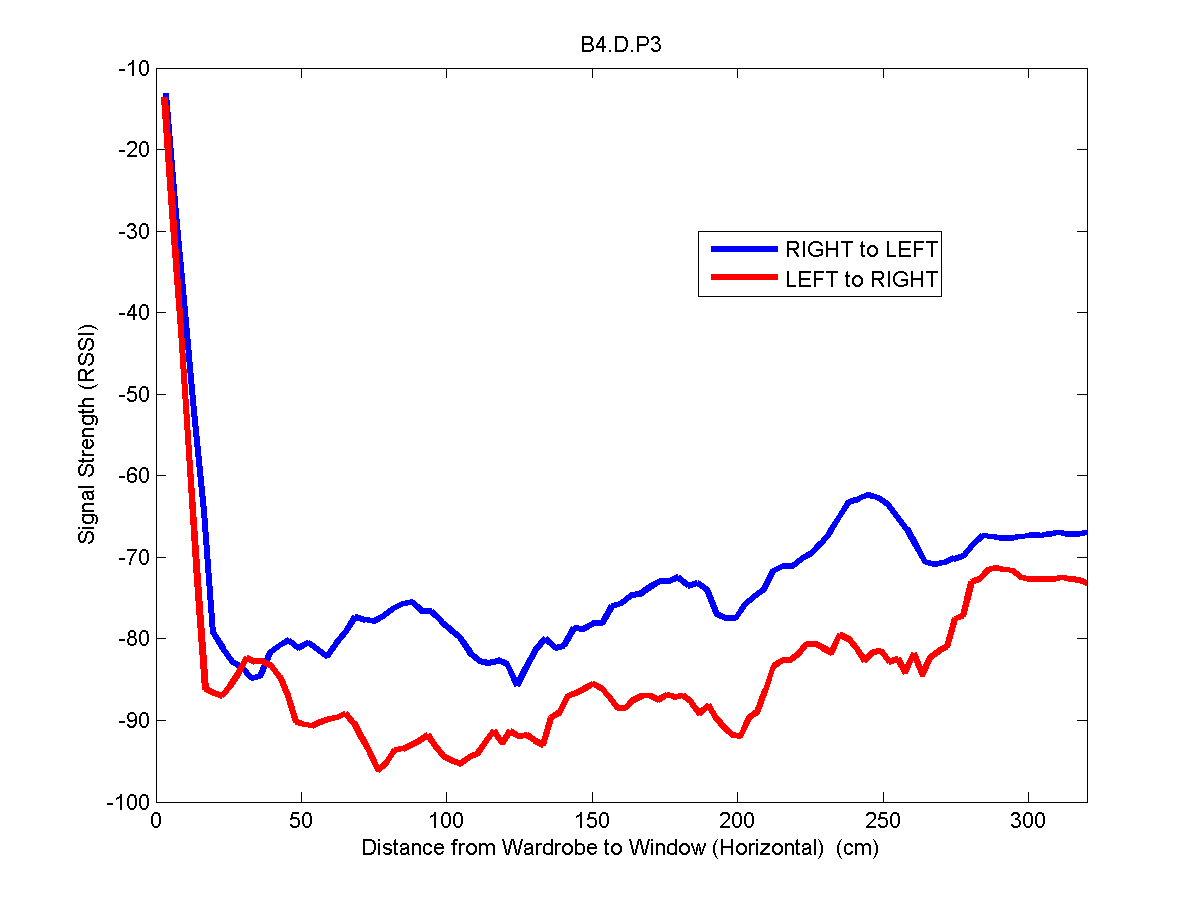 B4.D.P3
-10
-20
-30
-40
-50
-60
-70
-80
-90
-100
Signal Strength (RSSI)
RIGHT to LEFT
LEFT to RIGHT
0 50 100 150 200 250 300
Distance from Wardrobe to Window (Horizontal) (cm)